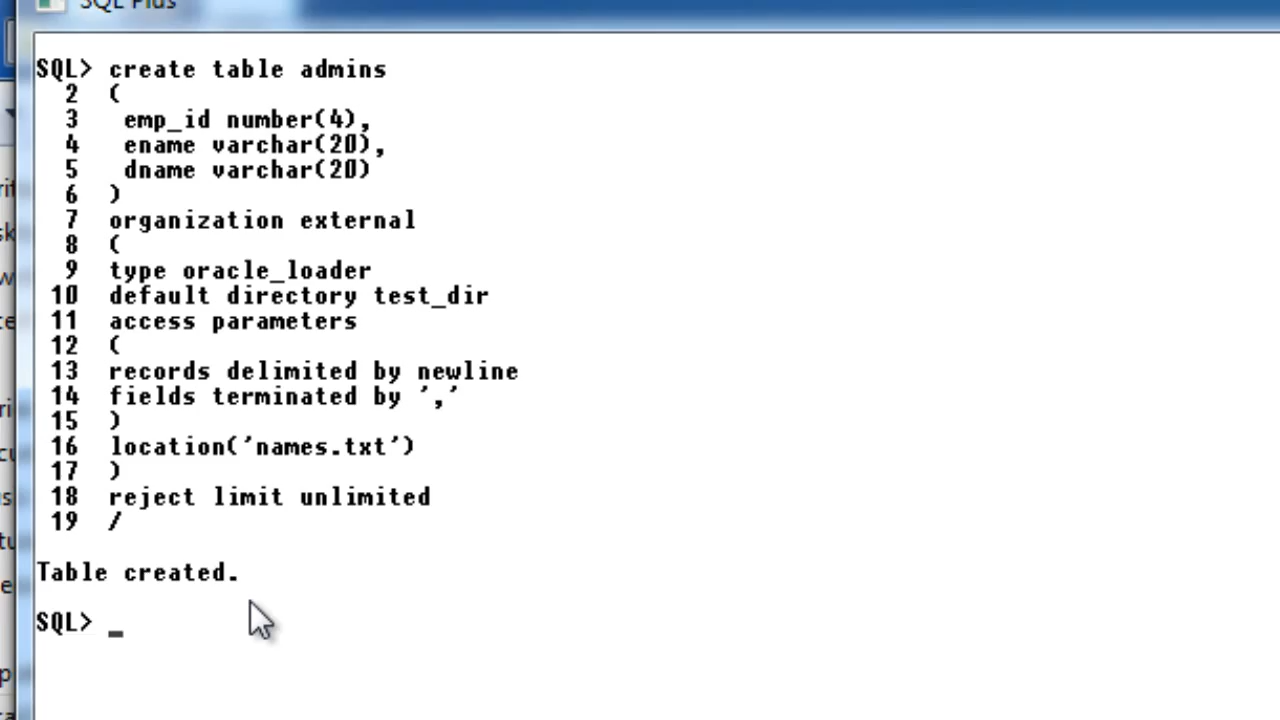 SQL Plus
SQL> create table admins
2 (
3 emp_id number(4),
4 ename varchar(20),
5 dname varchar(20)
6 )
7 organization external
8 (
9 type oracle_loader
10 default directory test_dir
11 access parameters
12 (
13 records delimited by newline
14 fields terminated by ','
15 )
16 location('names.txt')
17 )
18 reject limit unlimited
19 /
Table created.
SQL> _